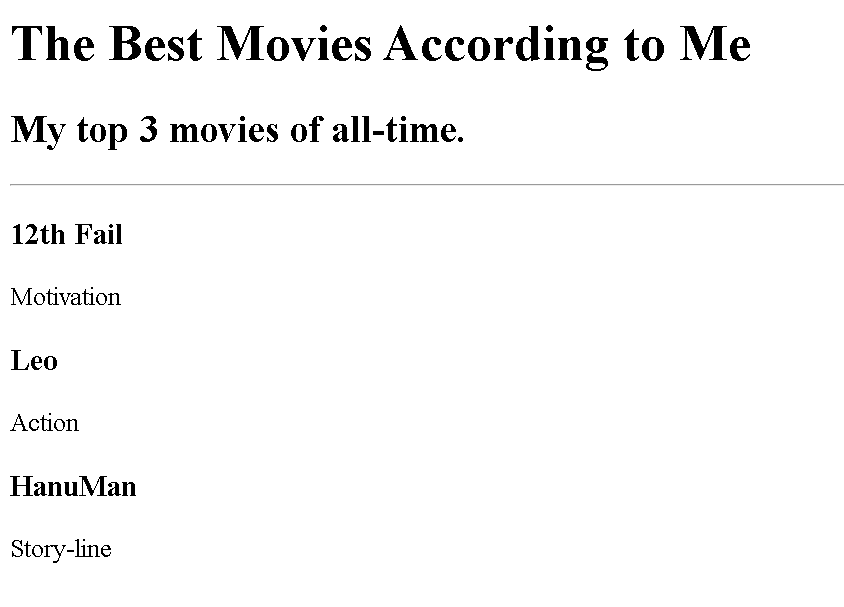 The Best Movies According to Me
My top 3 movies of all-time.
12th Fail
Motivation
Leo
Action
HanuMan
Story-line